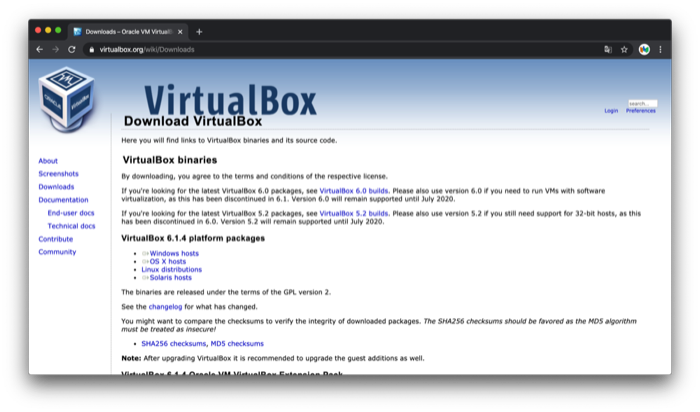 Downloads – Oracle VM Virtual
virtualbox.org/wiki/Downloads
VirtualBox
search...
Login Preferences
Download VirtualBox
Here you will find links to VirtualBox binaries and its source code.
About
Screenshots
Downloads
Documentation
End-user docs
Technical docs
Contribute
Community
VirtualBox binaries
By downloading, you agree to the terms and conditions of the respective license.
If you're looking for the latest VirtualBox 6.0 packages, see VirtualBox 6.0 builds. Please also use version 6.0 if you need to run VMs with software
virtualization, as this has been discontinued in 6.1. Version 6.0 will remain supported until July 2020.
If you're looking for the latest VirtualBox 5.2 packages, see VirtualBox 5.2 builds. Please also use version 5.2 if you still need support for 32-bit hosts, as this
has been discontinued in 6.0. Version 5.2 will remain supported until July 2020.
VirtualBox 6.1.4 platform packages
Windows hosts
OS X hosts
Linux distributions
Solaris hosts
The binaries are released under the terms of the GPL version 2.
See the changelog for what has changed.
You might want to compare the checksums to verify the integrity of downloaded packages. The SHA256 checksums should be favored as the MD5 algorithm
must be treated as insecure!
SHA256 checksums, MD5 checksums
Note: After upgrading VirtualBox it is recommended to upgrade the guest additions as well.
VirtualBox 6.1.4 Oracle VM VirtualBox Extension Pack